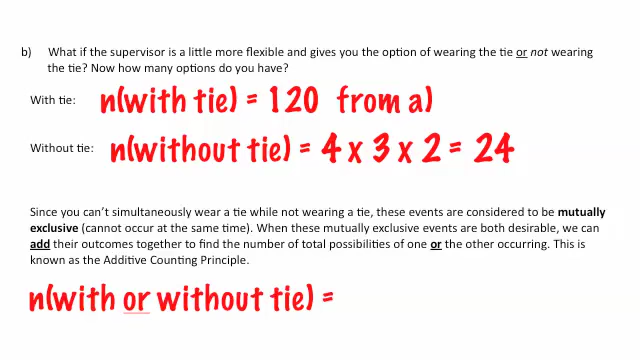 b) What if the supervisor is a little more flexible and gives you the option of wearing the tie or not wearing
the tie? Now how many options do you have?
With tie: n(with tie) = 120 from a)
Without tie: n(without tie) = 4 x 3 x 2 = 24
Since you can't simultaneously wear a tie while not wearing a tie, these events are considered to be mutually
exclusive (cannot occur at the same time). When these mutually exclusive events are both desirable, we can
add their outcomes together to find the number of total possibilities of one or the other occurring. This is
known as the Additive Counting Principle.
n(with or without tie) =